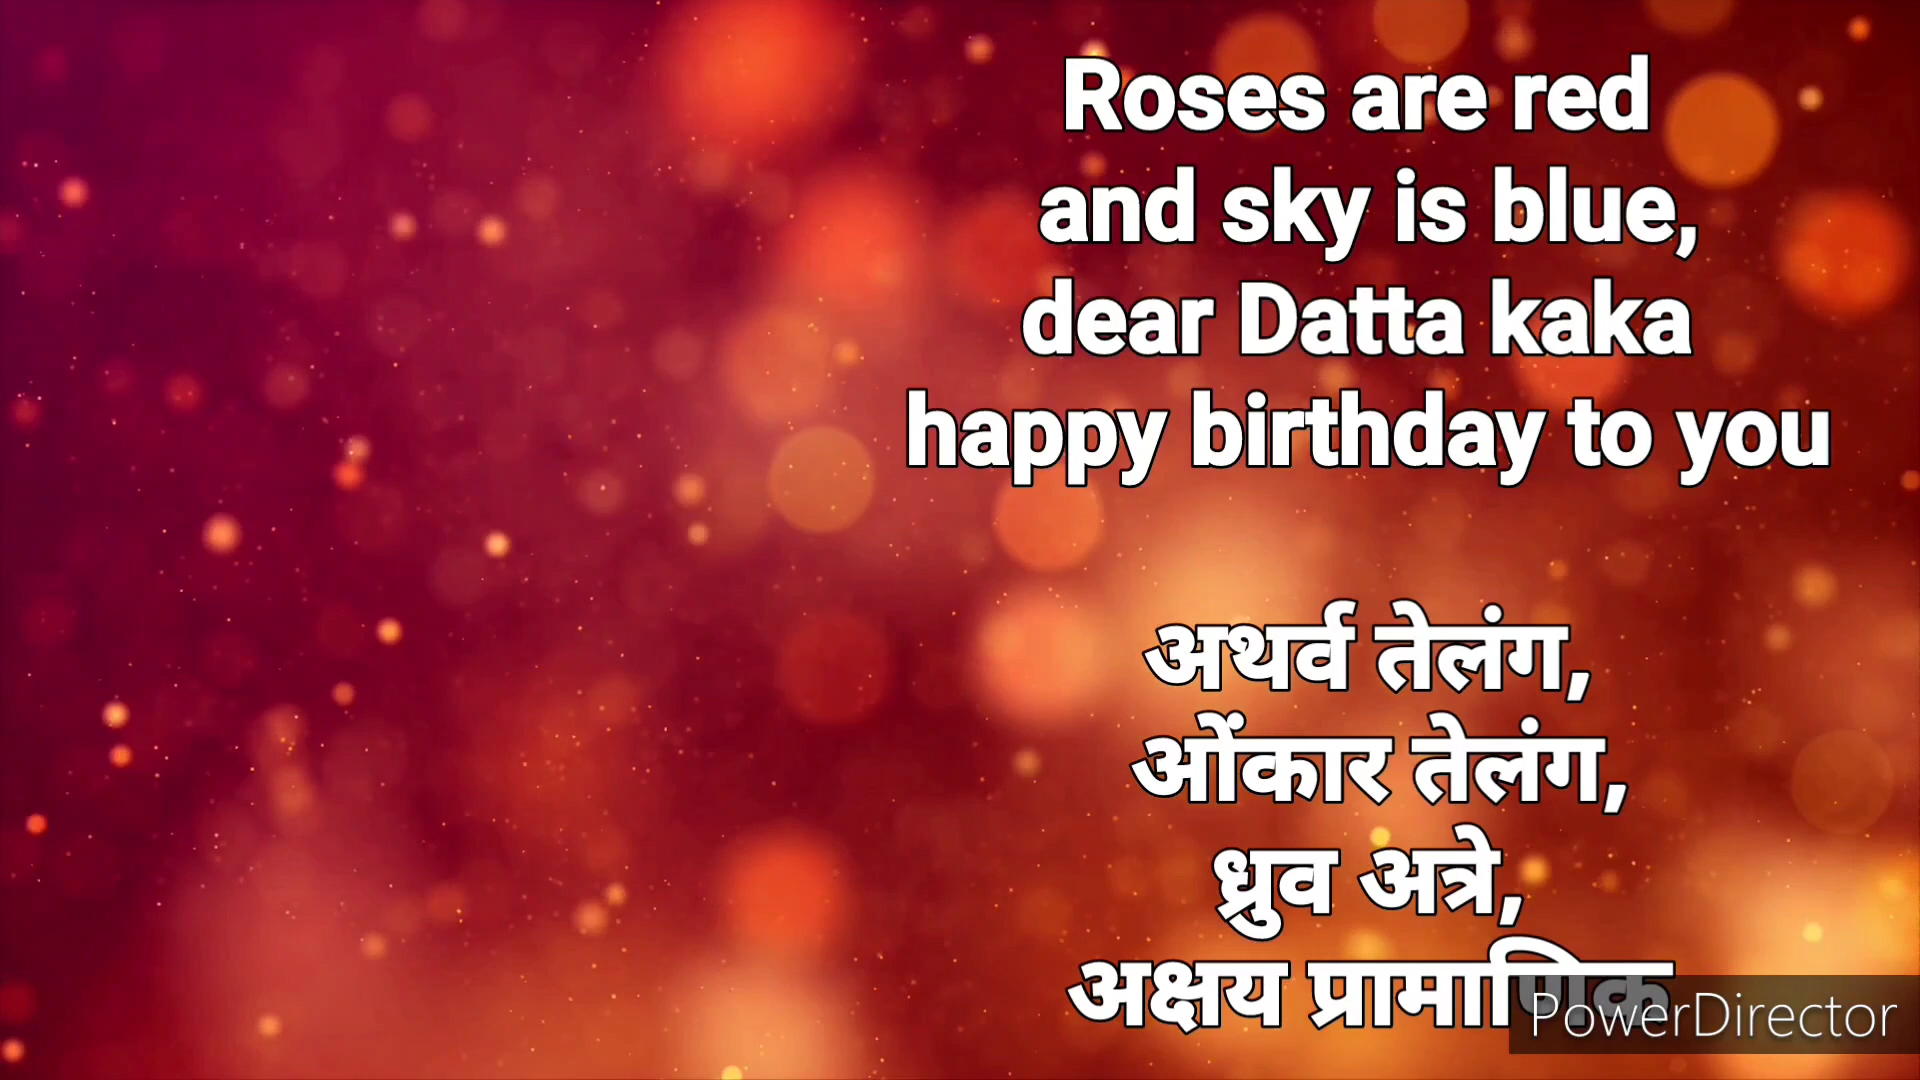 Roses are red
and sky is blue,
dear Datta kaka
happy birthday to you
अथर्व तेलंग,
ओंकार तेलंग,
ध्रुव अत्रे,
अक्षय प्रामाणिक
PowerDirector